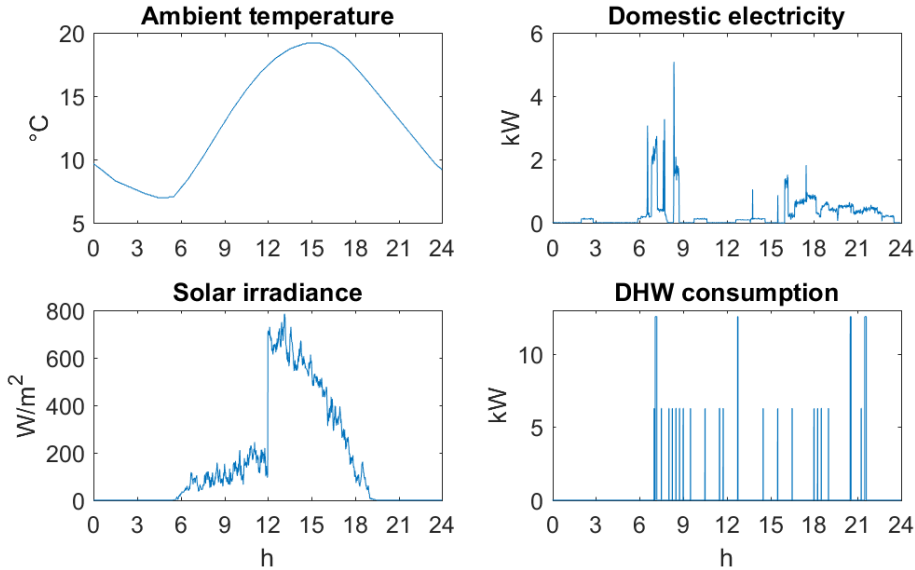 Ambient temperature
20
15
10
5
°C
0 3 6 9 12 15 18 21 24
Domestic electricity
6
4
2
0
kW
0 3 6 9 12 15 18 21 24
Solar irradiance
800
600
400
200
0
W/m²
0 3 6 9 12 15 18 21 24
h
DHW consumption
10
5
0
kW
0 3 6 9 12 15 18 21 24
h